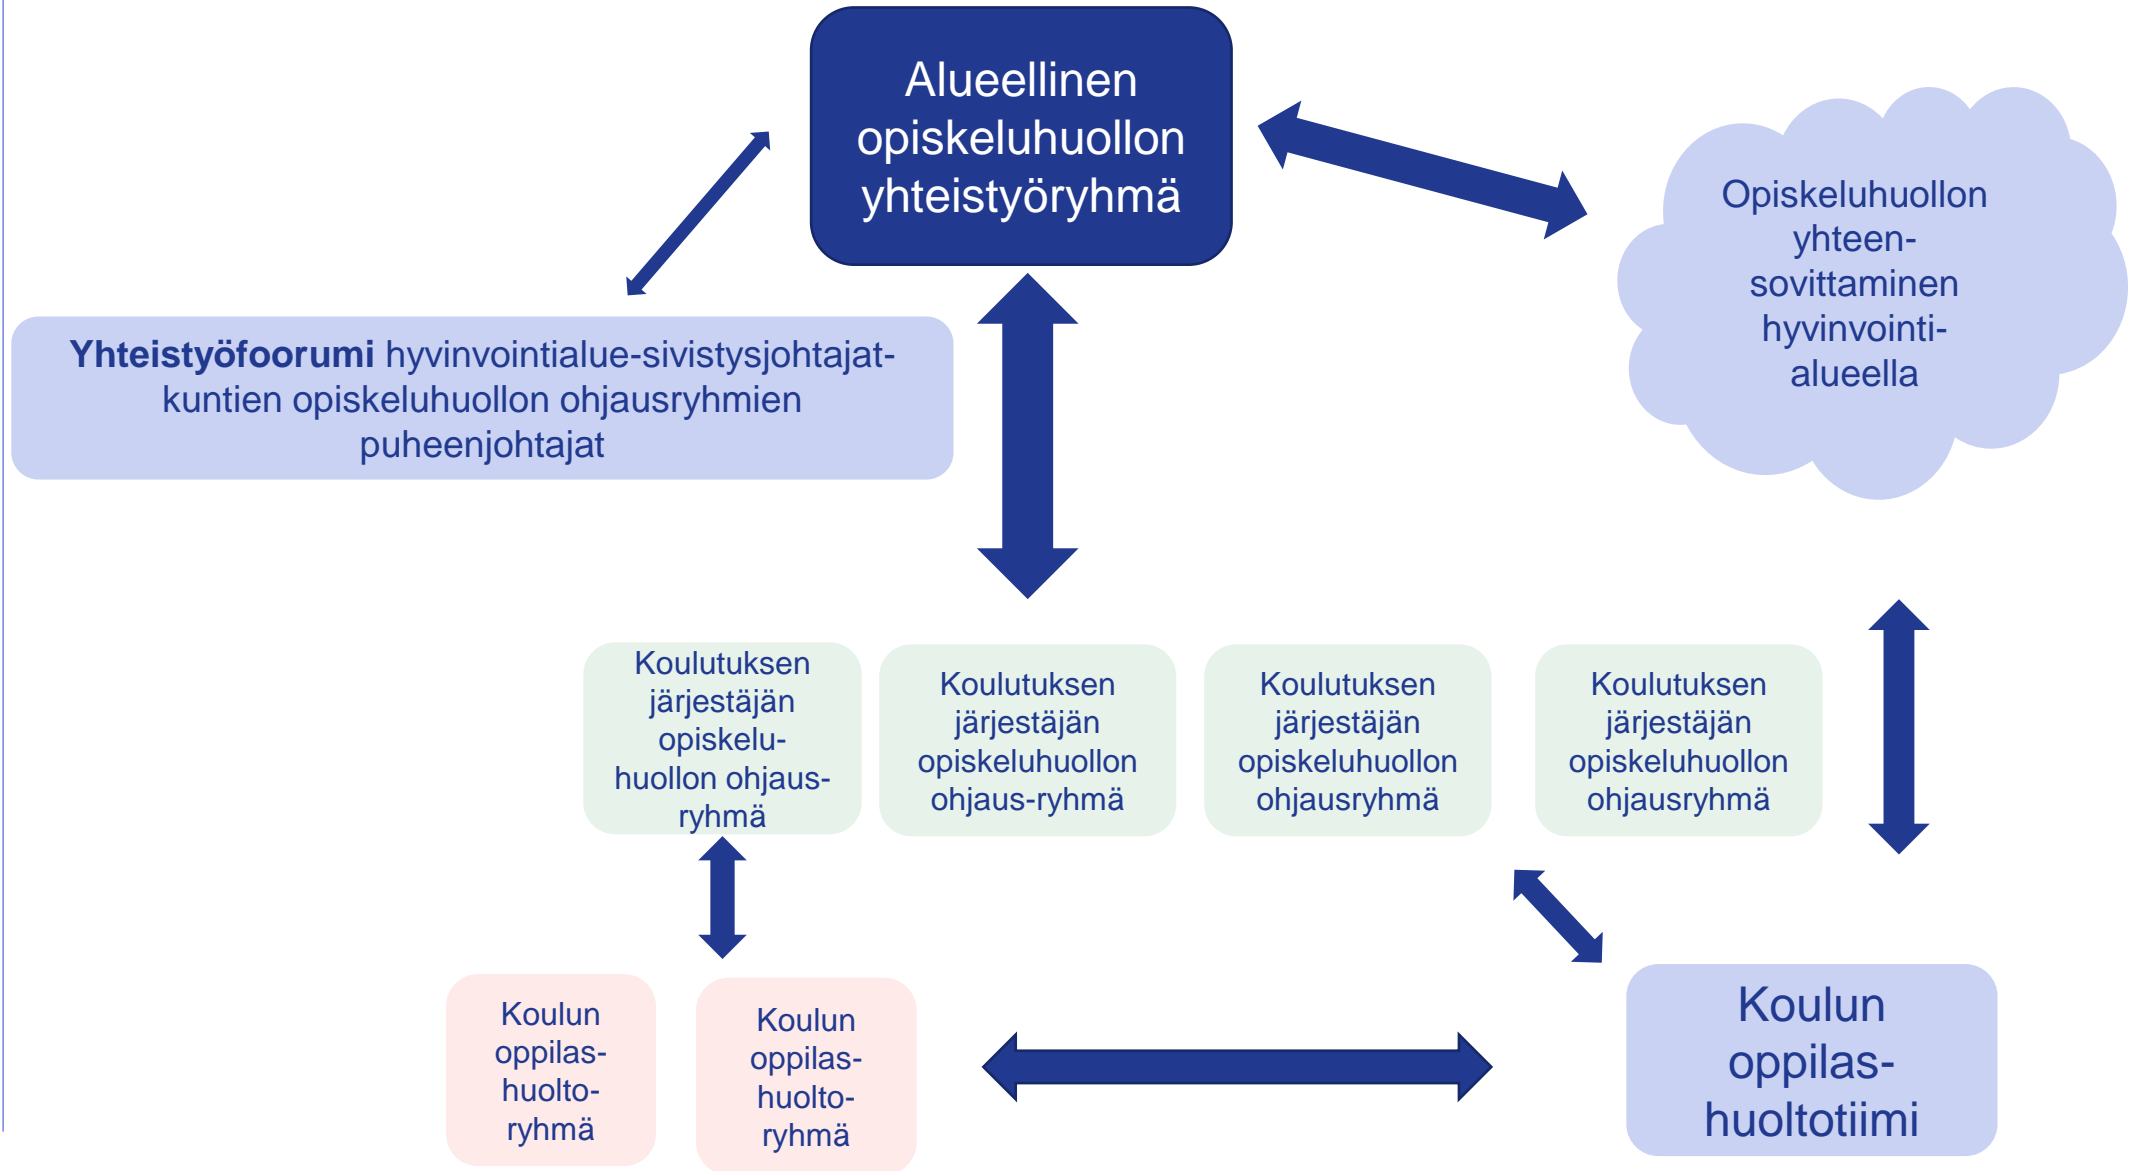 Alueellinen
opiskeluhuollon
yhteistyöryhmä
Opiskeluhuollon
yhteen-
sovittaminen
hyvinvointi-
alueella
Yhteistyöfoorumi hyvinvointialue-sivistysjohtajat-
kuntien opiskeluhuollon ohjausryhmien
puheenjohtajat
Koulutuksen
järjestäjän
opiskelu-
huollon ohjaus-
ryhmä
Koulutuksen
järjestäjän
opiskeluhuollon
ohjaus-ryhmä
Koulutuksen
järjestäjän
opiskeluhuollon
ohjausryhmä
Koulutuksen
järjestäjän
opiskeluhuollon
ohjausryhmä
Koulun
oppilas-
huolto-
ryhmä
Koulun
oppilas-
huolto-
ryhmä
Koulun
oppilas-
huoltotiimi